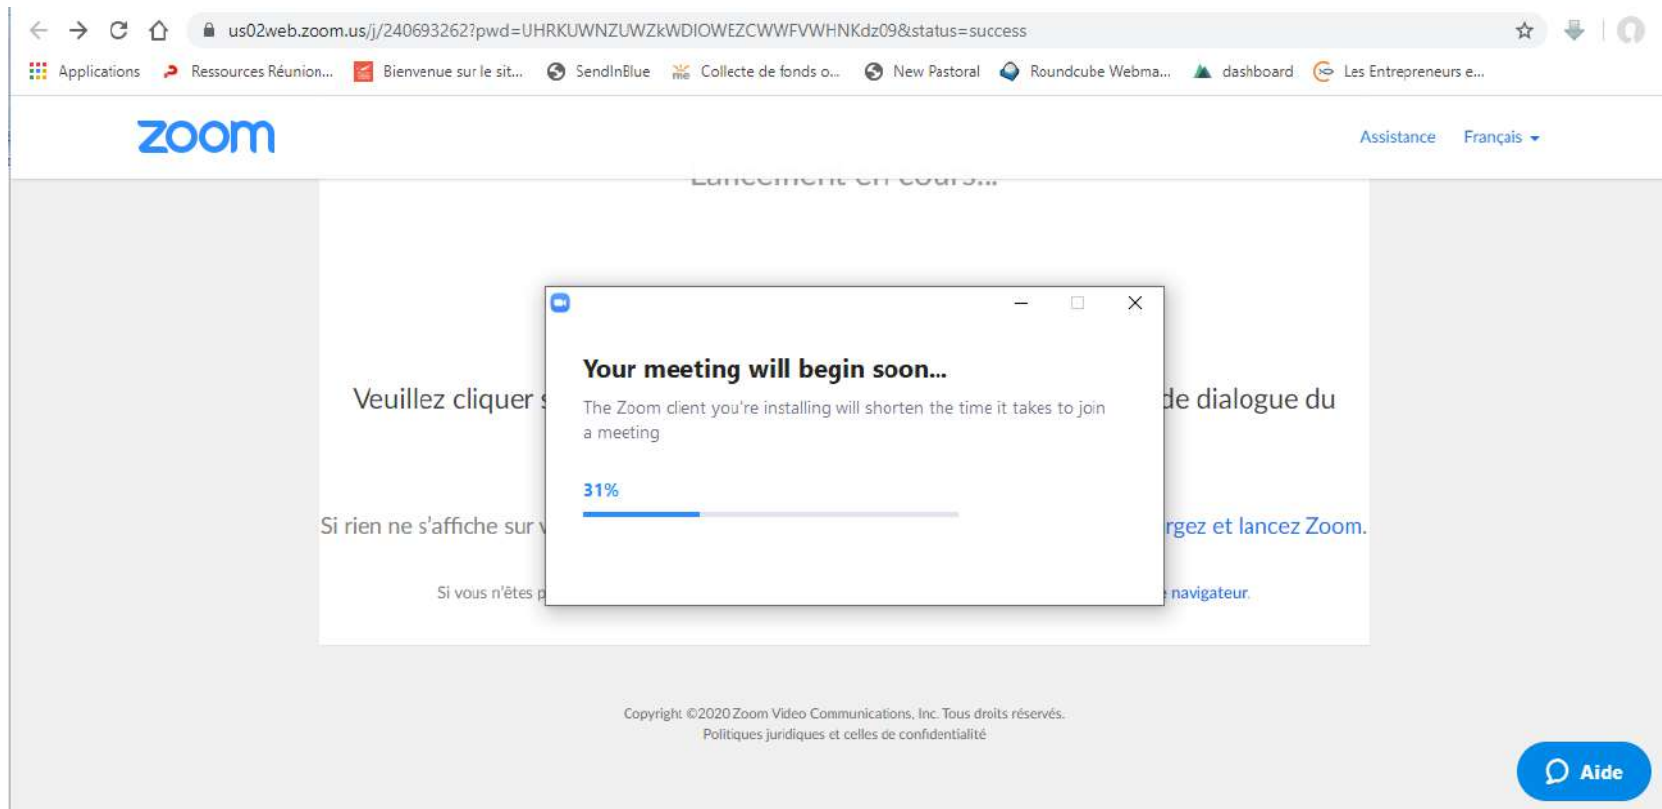 us02web.zoom.us/j/240693262?pwd=UHRKUWNZUWZkWDIOWEZCWWFVWHNKdz09&status=success
Applications Ressources Réunion... Bienvenue sur le sit... SendInBlue me Collecte de fonds o... New Pastoral Roundcube Webma... dashboard Les Entrepreneurs e...
zoom Assistance Français
Lancement en cours...
Your meeting will begin soon...
Veuillez cliquer de dialogue du
The Zoom client you're installing will shorten the time it takes to join
a meeting
31%
Si rien ne s'affiche sur rgez et lancez Zoom.
Si vous n'êtes p navigateur.
Copyright ©2020 Zoom Video Communications, Inc. Tous droits réservés.
Politiques juridiques et celles de confidentialité
Aide